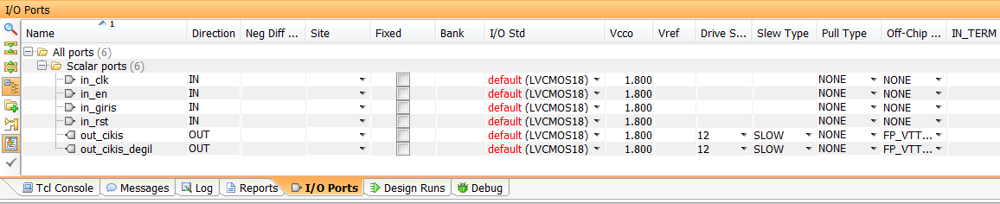 I/O Ports
1
Name Direction Neg Diff ... Site Fixed Bank I/O Std Vcco Vref Drive S... Slew Type Pull Type Off-Chip ... IN_TERM
All ports (6)
Scalar ports (6)
in_clk IN default (LVCMOS18) 1.800 NONE NONE
in_en IN default (LVCMOS18) 1.800 NONE NONE
in_giris IN default (LVCMOS18) 1.800 NONE NONE
in_rst IN default (LVCMOS18) 1.800 NONE NONE
out_cikis OUT default (LVCMOS18) 1.800 12 SLOW NONE FP_VTT...
out_cikis_degil OUT default (LVCMOS18) 1.800 12 SLOW NONE FP_VTT...
Tcl Console Messages Log Reports I/O Ports Design Runs Debug